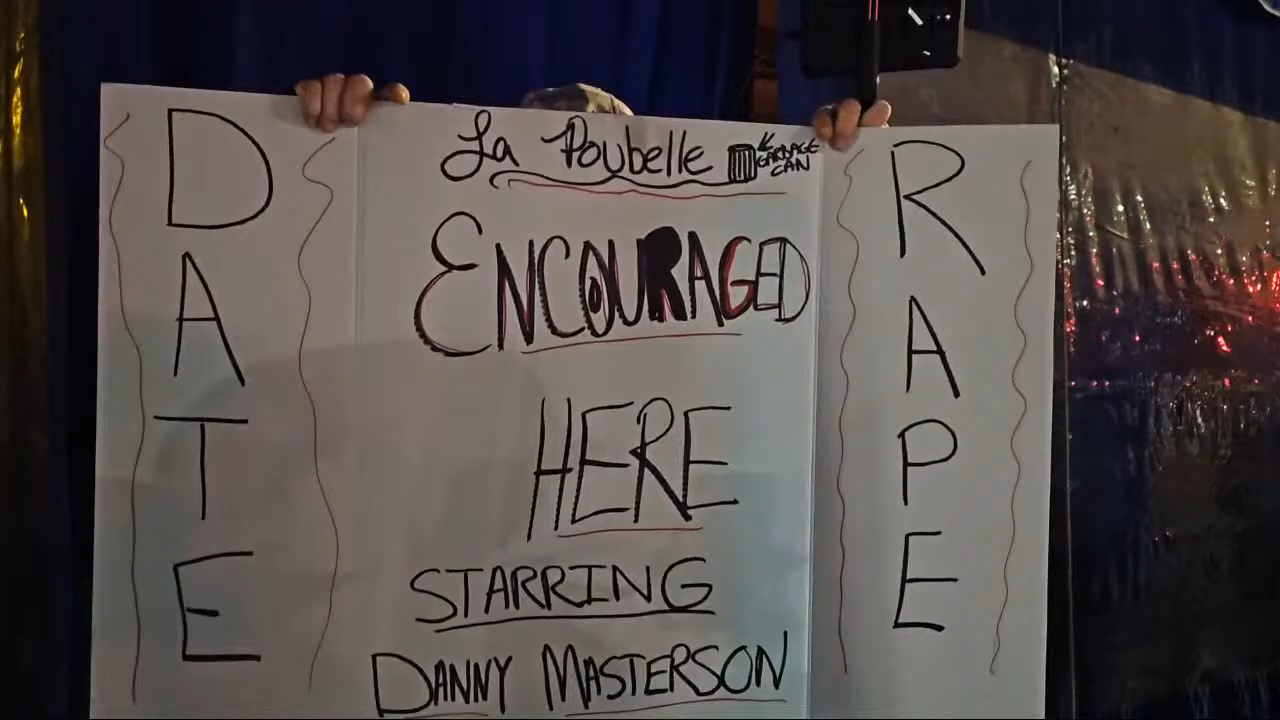 DATE
La Poubelle
GARBAGE
CAN
ENCOURAGED
HERE
STARRING
DANNY MASTERSON
RAPE